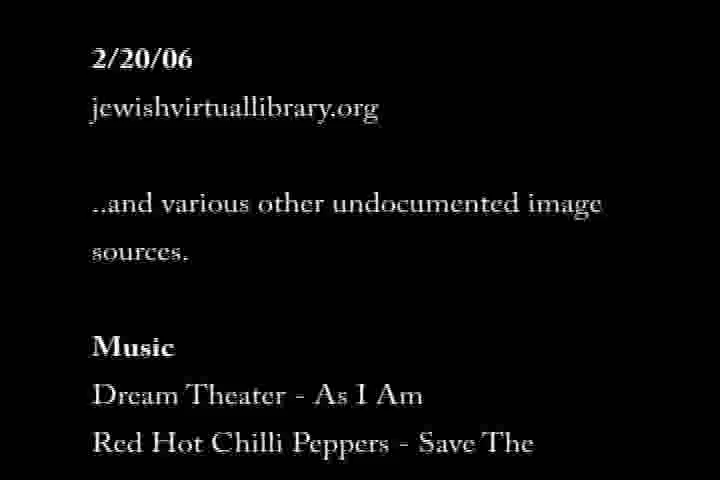 2/20/06
jewishvirtuallibrary.org
..and various other undocumented image
sources.
Music
Dream Theater - As I Am
Red Hot Chilli Peppers - Save The